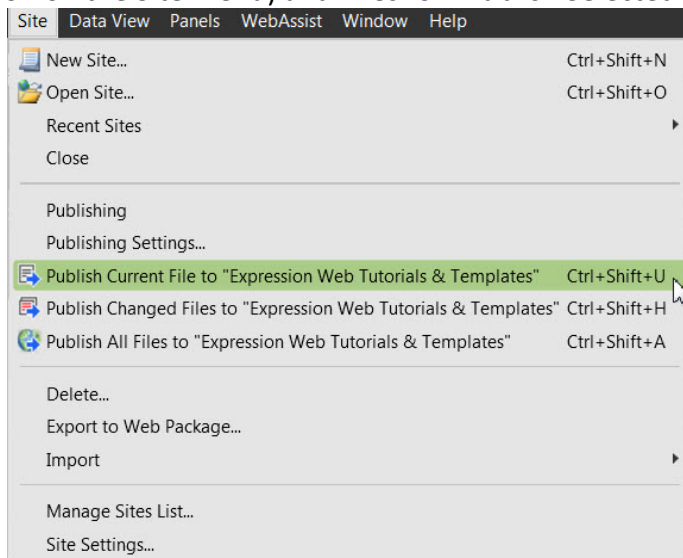 Site Data View Panels WebAssist Window Help
New Site... Ctrl+Shift+N
Open Site... Ctrl+Shift+O
Recent Sites
Close
Publishing
Publishing Settings...
Publish Current File to "Expression Web Tutorials & Templates" Ctrl+Shift+U
Publish Changed Files to "Expression Web Tutorials & Templates" Ctrl+Shift+H
Publish All Files to "Expression Web Tutorials & Templates" Ctrl+Shift+A
Delete...
Export to Web Package...
Import
Manage Sites List...
Site Settings...